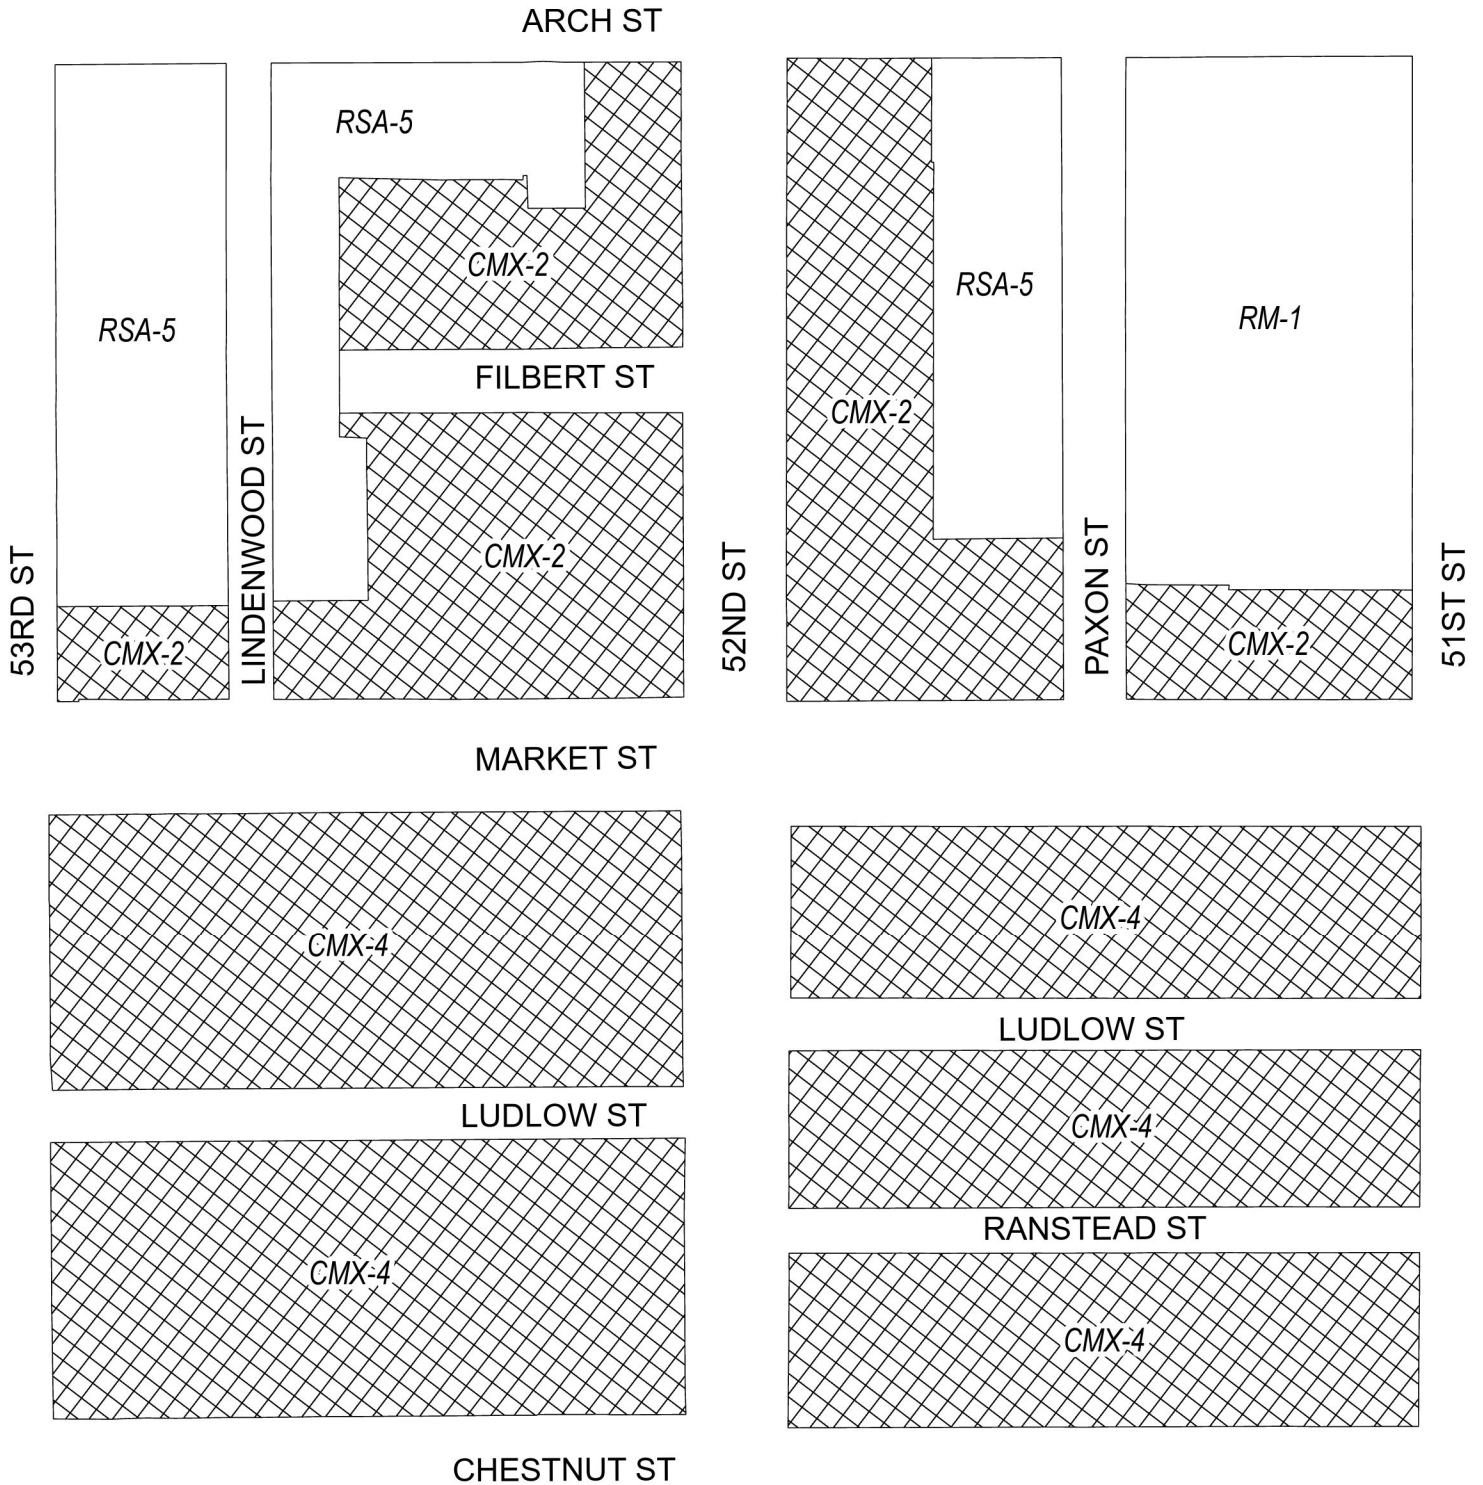 ARCH ST
RSA-5
CMX-2
RSA-5
RM-1
RSA-5
FILBERT ST
CMX-2
LINDENWOOD ST
CMX-2
53RD ST
52ND ST
PAXON ST
51ST ST
CMX-2
CMX-2
MARKET ST
CMX-4
CMX-4
LUDLOW ST
LUDLOW ST
CMX-4
RANSTEAD ST
CMX-4
CMX-4
CHESTNUT ST